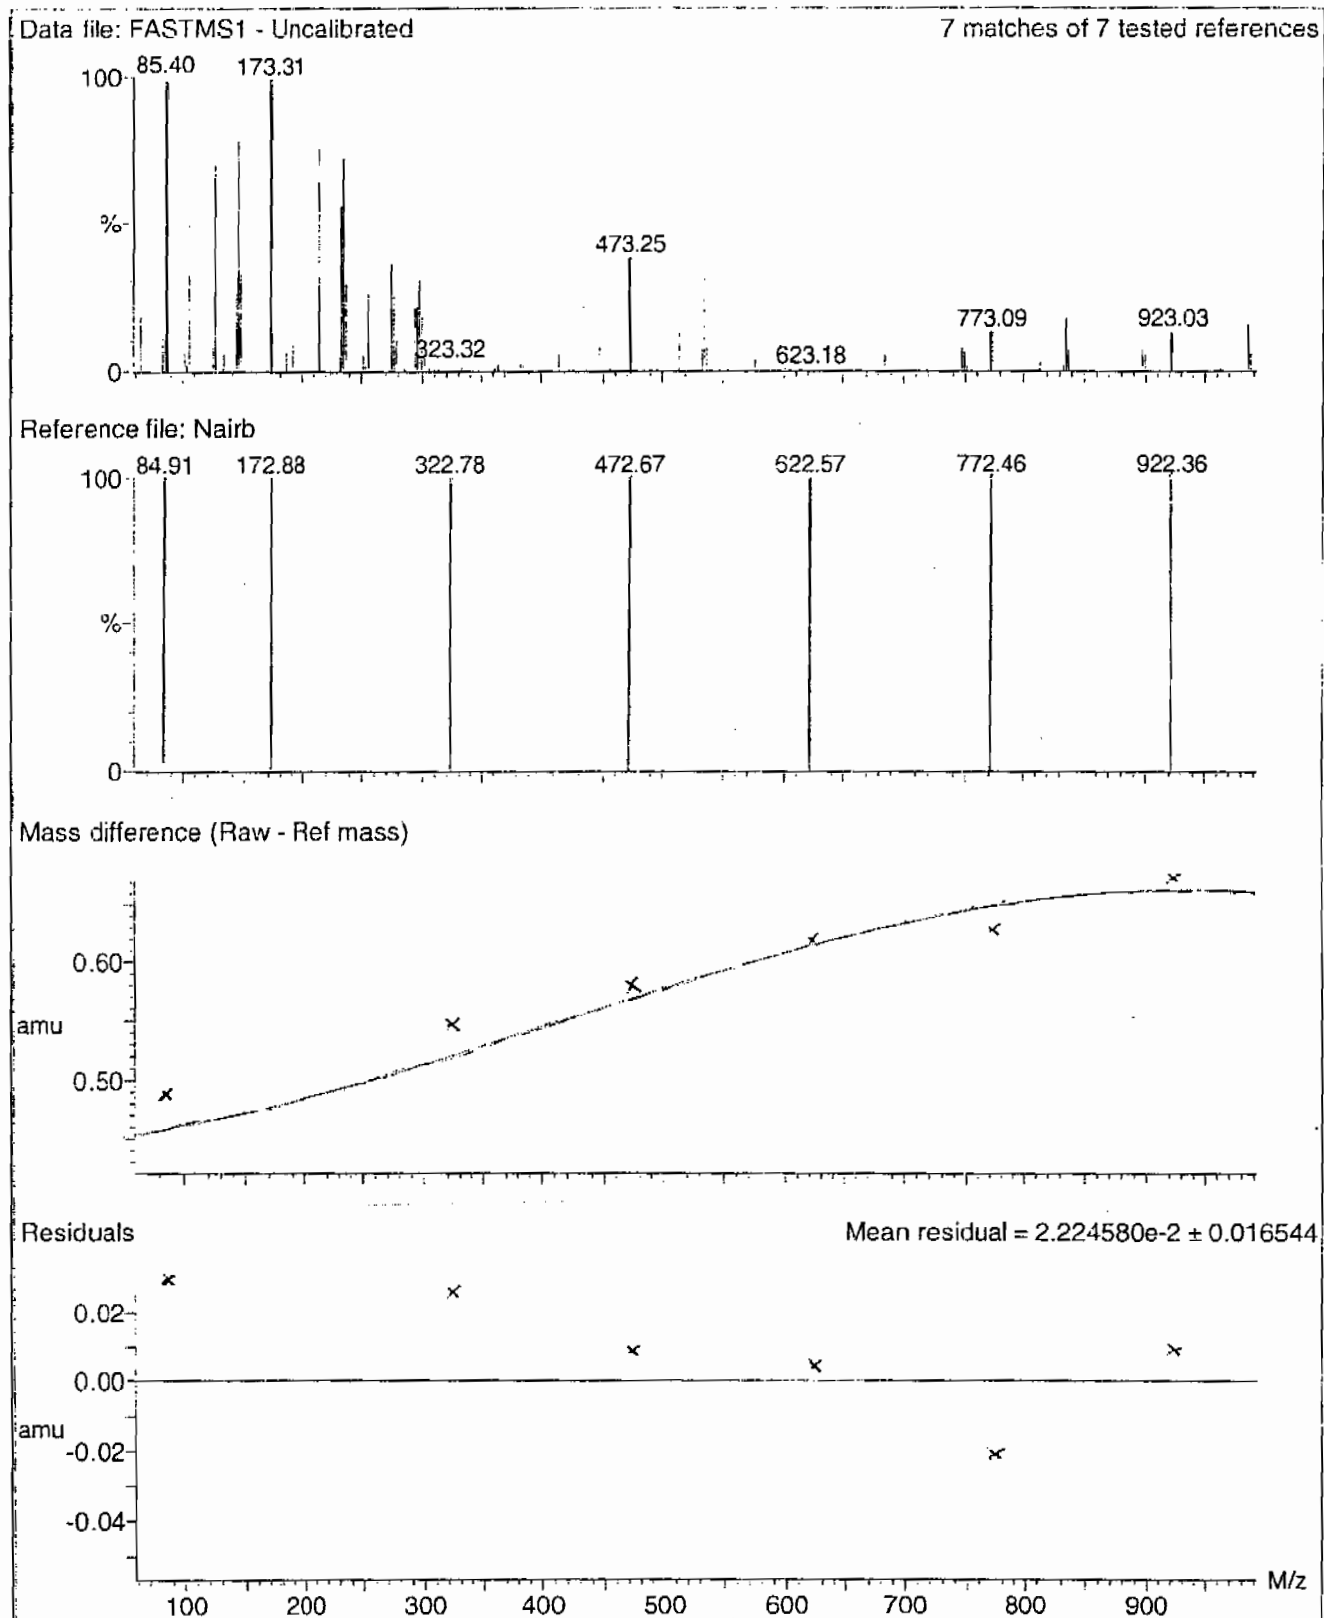 Data file: FASTMS1 - Uncalibrated 7 matches of 7 tested references
85.40 173.31
100
%
473.25
773.09 923.03
323.32 623.18
0
Reference file: Nairb
84.91 172.88 322.78 472.67 622.57 772.46 922.36
100
%
0
Mass difference (Raw - Ref mass)
0.60
amu
0.50
Residuals Mean residual = 2.224580e-2 ± 0.016544
0.02
0.00
amu
-0.02
-0.04
M/z
100 200 300 400 500 600 700 800 900